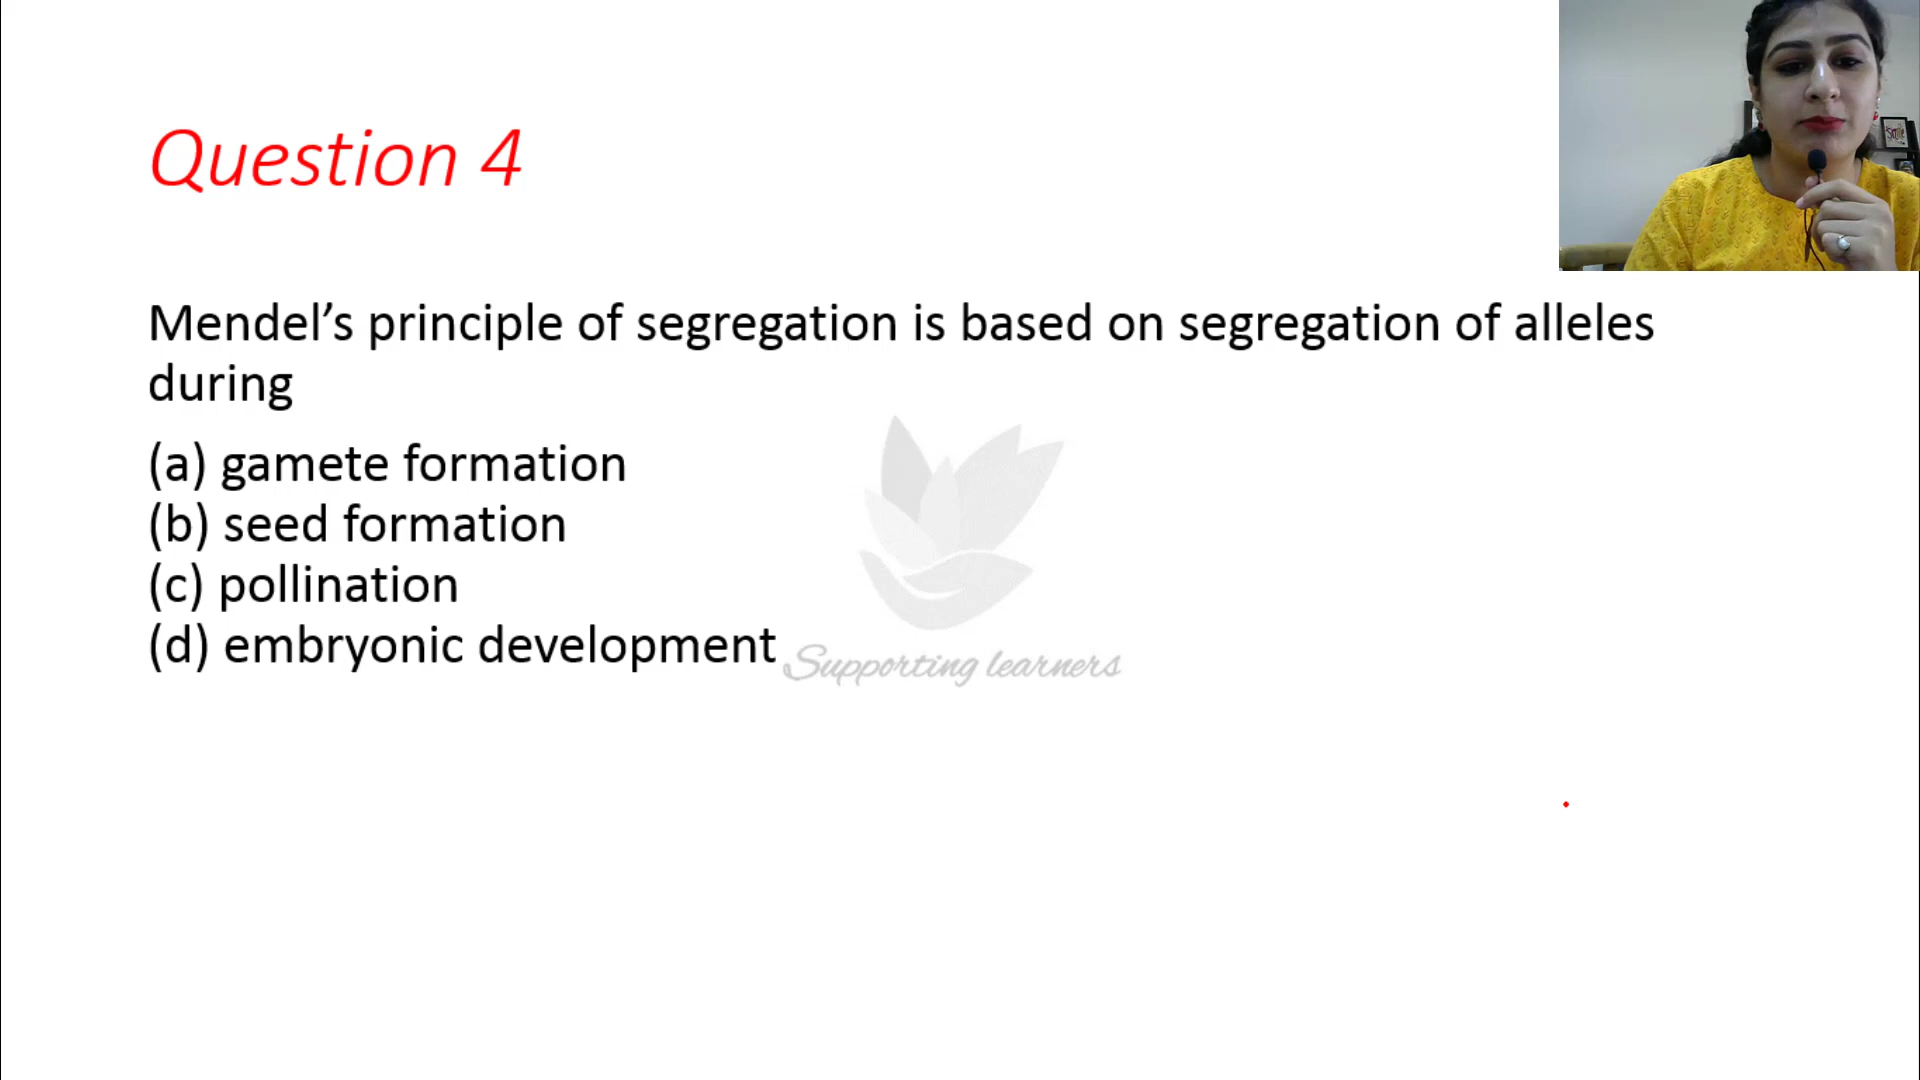 Question 4
Mendel’s principle of segregation is based on segregation of alleles
during
(a) gamete formation
(b) seed formation
(c) pollination
(d) embryonic development
Supporting learners
Smile